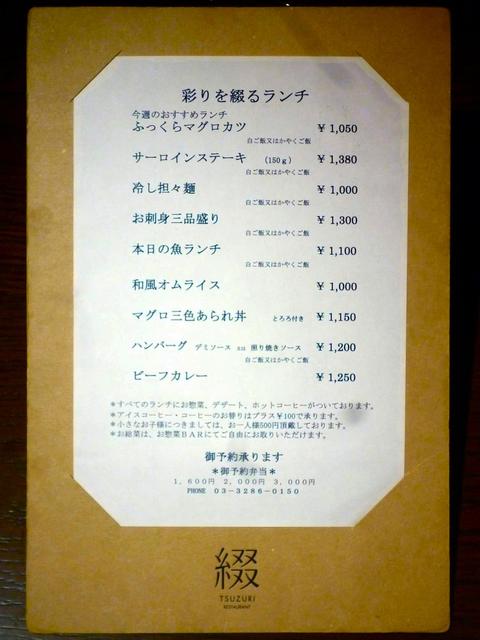 彩りを綴るランチ
今週のおすすめランチ
ふっくらマグロカツ ¥1,050
白ご飯又はかやくご飯
サーロインステーキ (150g) ¥1,380
白ご飯又はかやくご飯
冷し担々麺 ¥1,000
白ご飯又はかやくご飯
お刺身三品盛り ¥1,300
白ご飯又はかやくご飯
本日の魚ランチ ¥1,100
白ご飯又はかやくご飯
和風オムライス ¥1,000
マグロ三色あられ丼 とろろ付き ¥1,150
ハンバーグ デミソース or 照り焼きソース ¥1,200
白ご飯又はかやくご飯
ビーフカレー ¥1,250
*すべてのランチにお惣菜、デザート、ホットコーヒーがついております。
*アイスコーヒー・コーヒーのお替りはプラス¥100で承ります。
*小さなお子様につきましては、お一人様500円頂戴しております。
*お総菜は、お惣菜BARにてご自由にお取りいただけます。
御予約承ります
*御予約弁当*
1,600円 2,000円 3,000円
PHONE 03-3286-0150
綴
TSUZURI
RESTAURANT